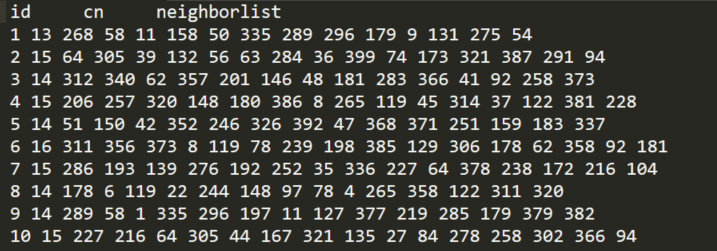 id cn neighborlist
1 13 268 58 11 158 50 335 289 296 179 9 131 275 54
2 15 64 305 39 132 56 63 284 36 399 74 173 321 387 291 94
3 14 312 340 62 357 201 146 48 181 283 366 41 92 258 373
4 15 206 257 320 148 180 386 8 265 119 45 314 37 122 381 228
5 14 51 150 42 352 246 326 392 47 368 371 251 159 183 337
6 16 311 356 373 8 119 78 239 198 385 129 306 178 62 358 92 181
7 15 286 193 139 276 192 252 35 336 227 64 378 238 172 216 104
8 14 178 6 119 22 244 148 97 78 4 265 358 122 311 320
9 14 289 58 1 335 296 197 11 127 377 219 285 179 379 382
10 15 227 216 64 305 44 167 321 135 27 84 278 258 302 366 94